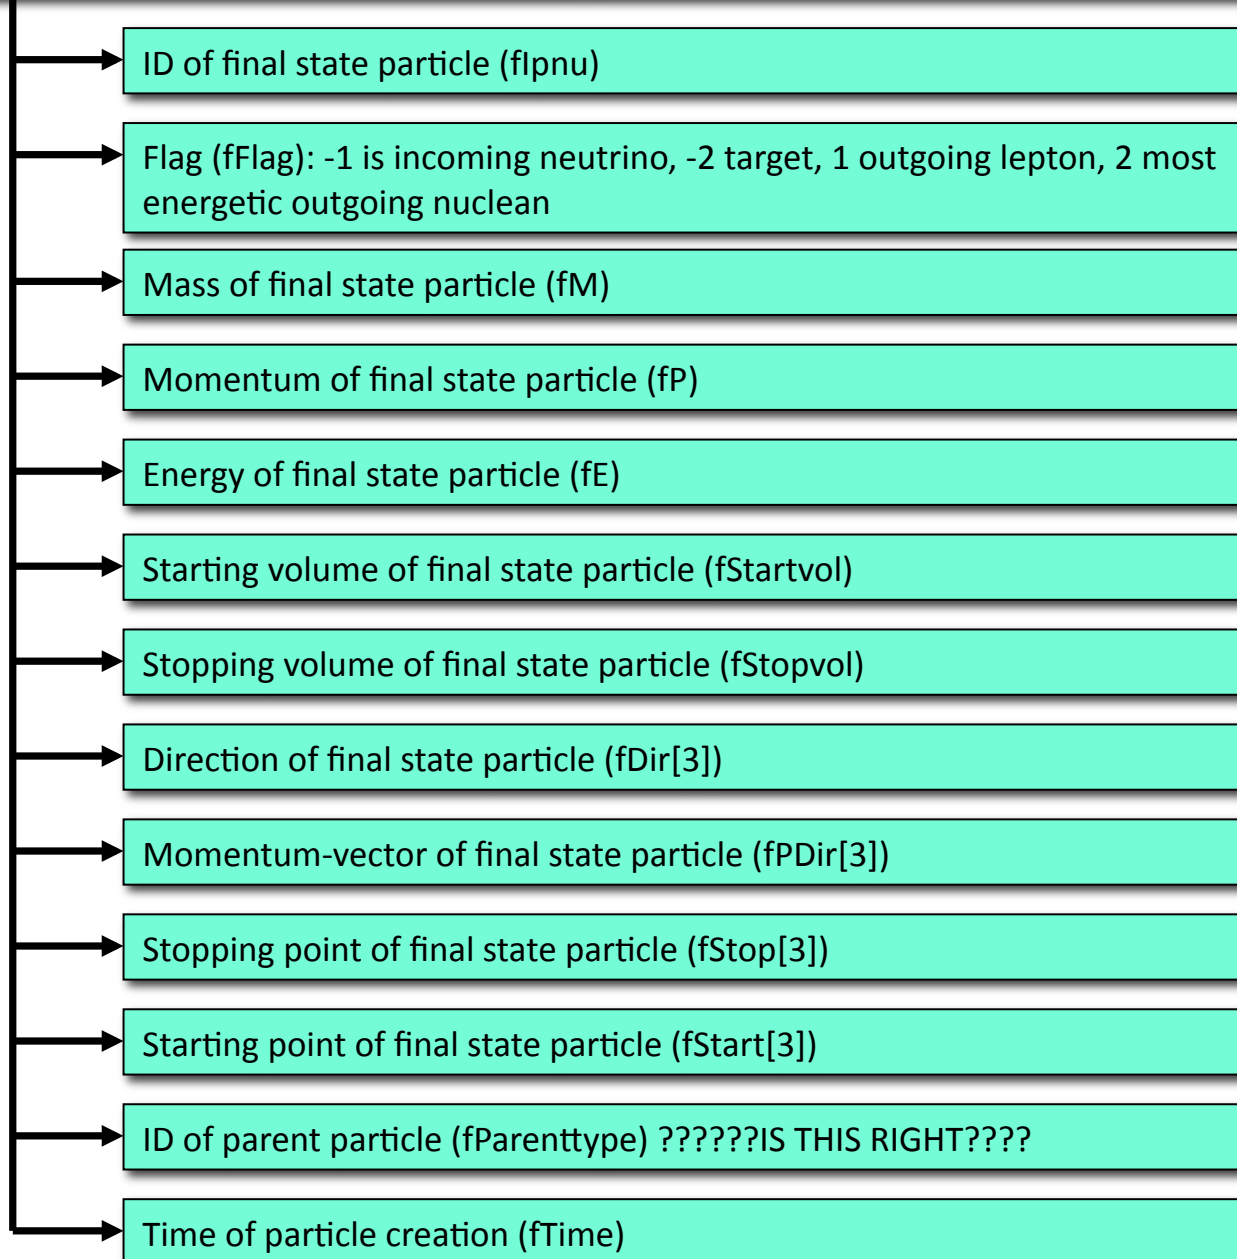 ID of final state particle (fIpnu)
Flag (fFlag): -1 is incoming neutrino, -2 target, 1 outgoing lepton, 2 most
energetic outgoing nuclean
Mass of final state particle (fM)
Momentum of final state particle (fP)
Energy of final state particle (fE)
Starting volume of final state particle (fStartvol)
Stopping volume of final state particle (fStopvol)
Direction of final state particle (fDir[3])
Momentum-vector of final state particle (fPDir[3])
Stopping point of final state particle (fStop[3])
Starting point of final state particle (fStart[3])
ID of parent particle (fParenttype) ??????IS THIS RIGHT????
Time of particle creation (fTime)